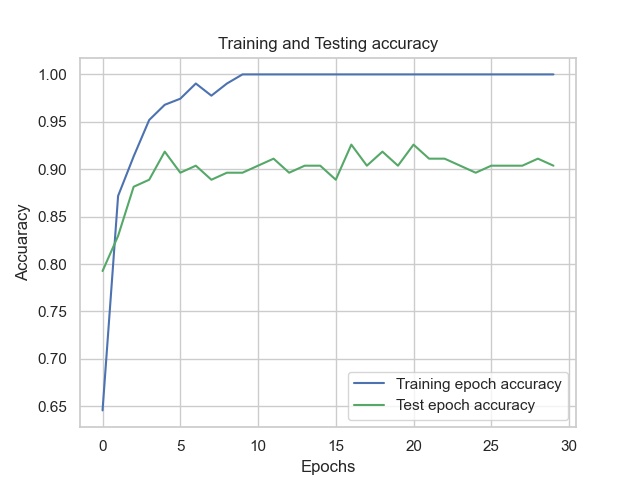 Training and Testing accuracy
1.00
0.95
0.90
0.85
0.80
0.75
0.70
0.65
Accuaracy
Training epoch accuracy
Test epoch accuracy
0 5 10 15 20 25 30
Epochs